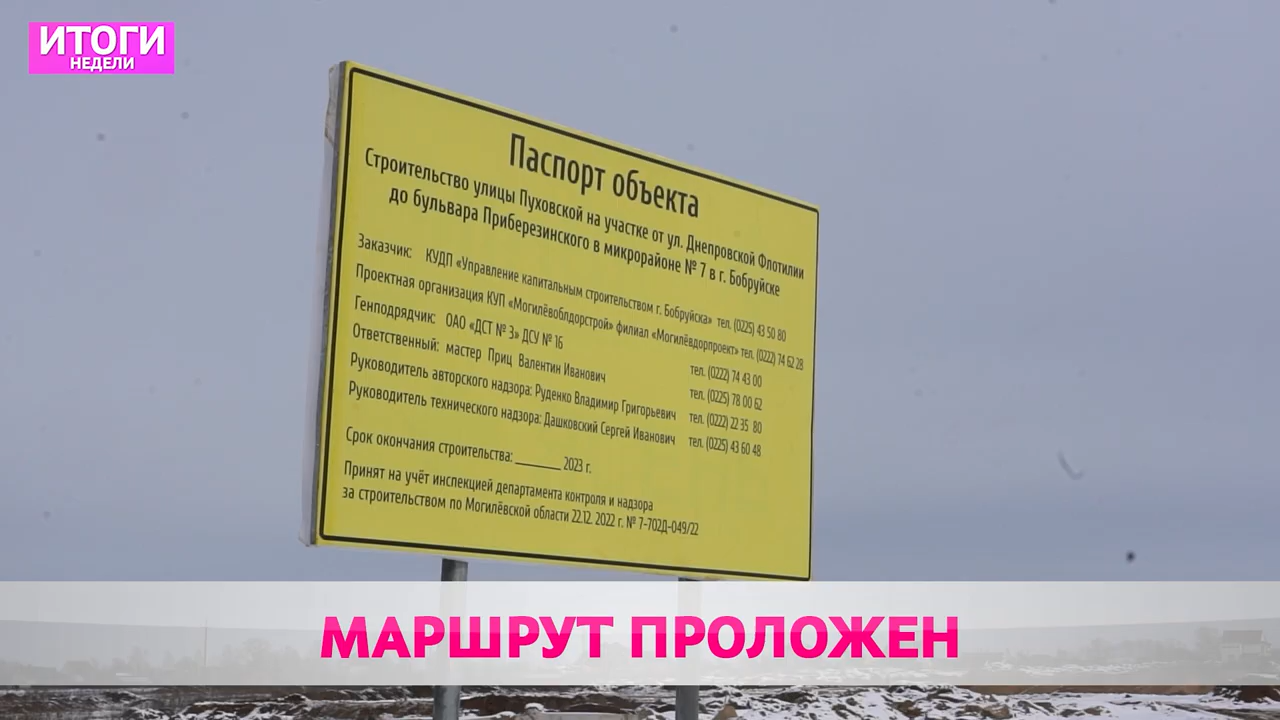 ИТОГИ
НЕДЕЛИ
Паспорт объекта
Строительство улицы Пуховской на участке от ул. Днепровской Флотилии
до бульвара Приберезинского в микрорайоне № 7 в г. Бобруйске
Заказчик: КУДП «Управление капитальным строительством г. Бобруйска» тел. (0225) 43 50 80
Проектная организация КУП «Могилёвоблдорстрой» филиал «Могилёвдорпроект» тел. (0222) 74 62 28
Генподрядчик: ОАО «ДСТ № 3» ДСУ № 16 тел. (0222) 74 43 00
Ответственный: мастер Приц Валентин Иванович тел. (0225) 78 00 62
Руководитель авторского надзора: Руденко Владимир Григорьевич тел. (0222) 22 35 80
Руководитель технического надзора: Дашковский Сергей Иванович тел. (0225) 43 60 48
Срок окончания строительства: ________ 2023 г.
Принят на учёт инспекцией департамента контроля и надзора
за строительством по Могилёвской области 22.12. 2022 г. № 7-702Д-049/22
МАРШРУТ ПРОЛОЖЕН